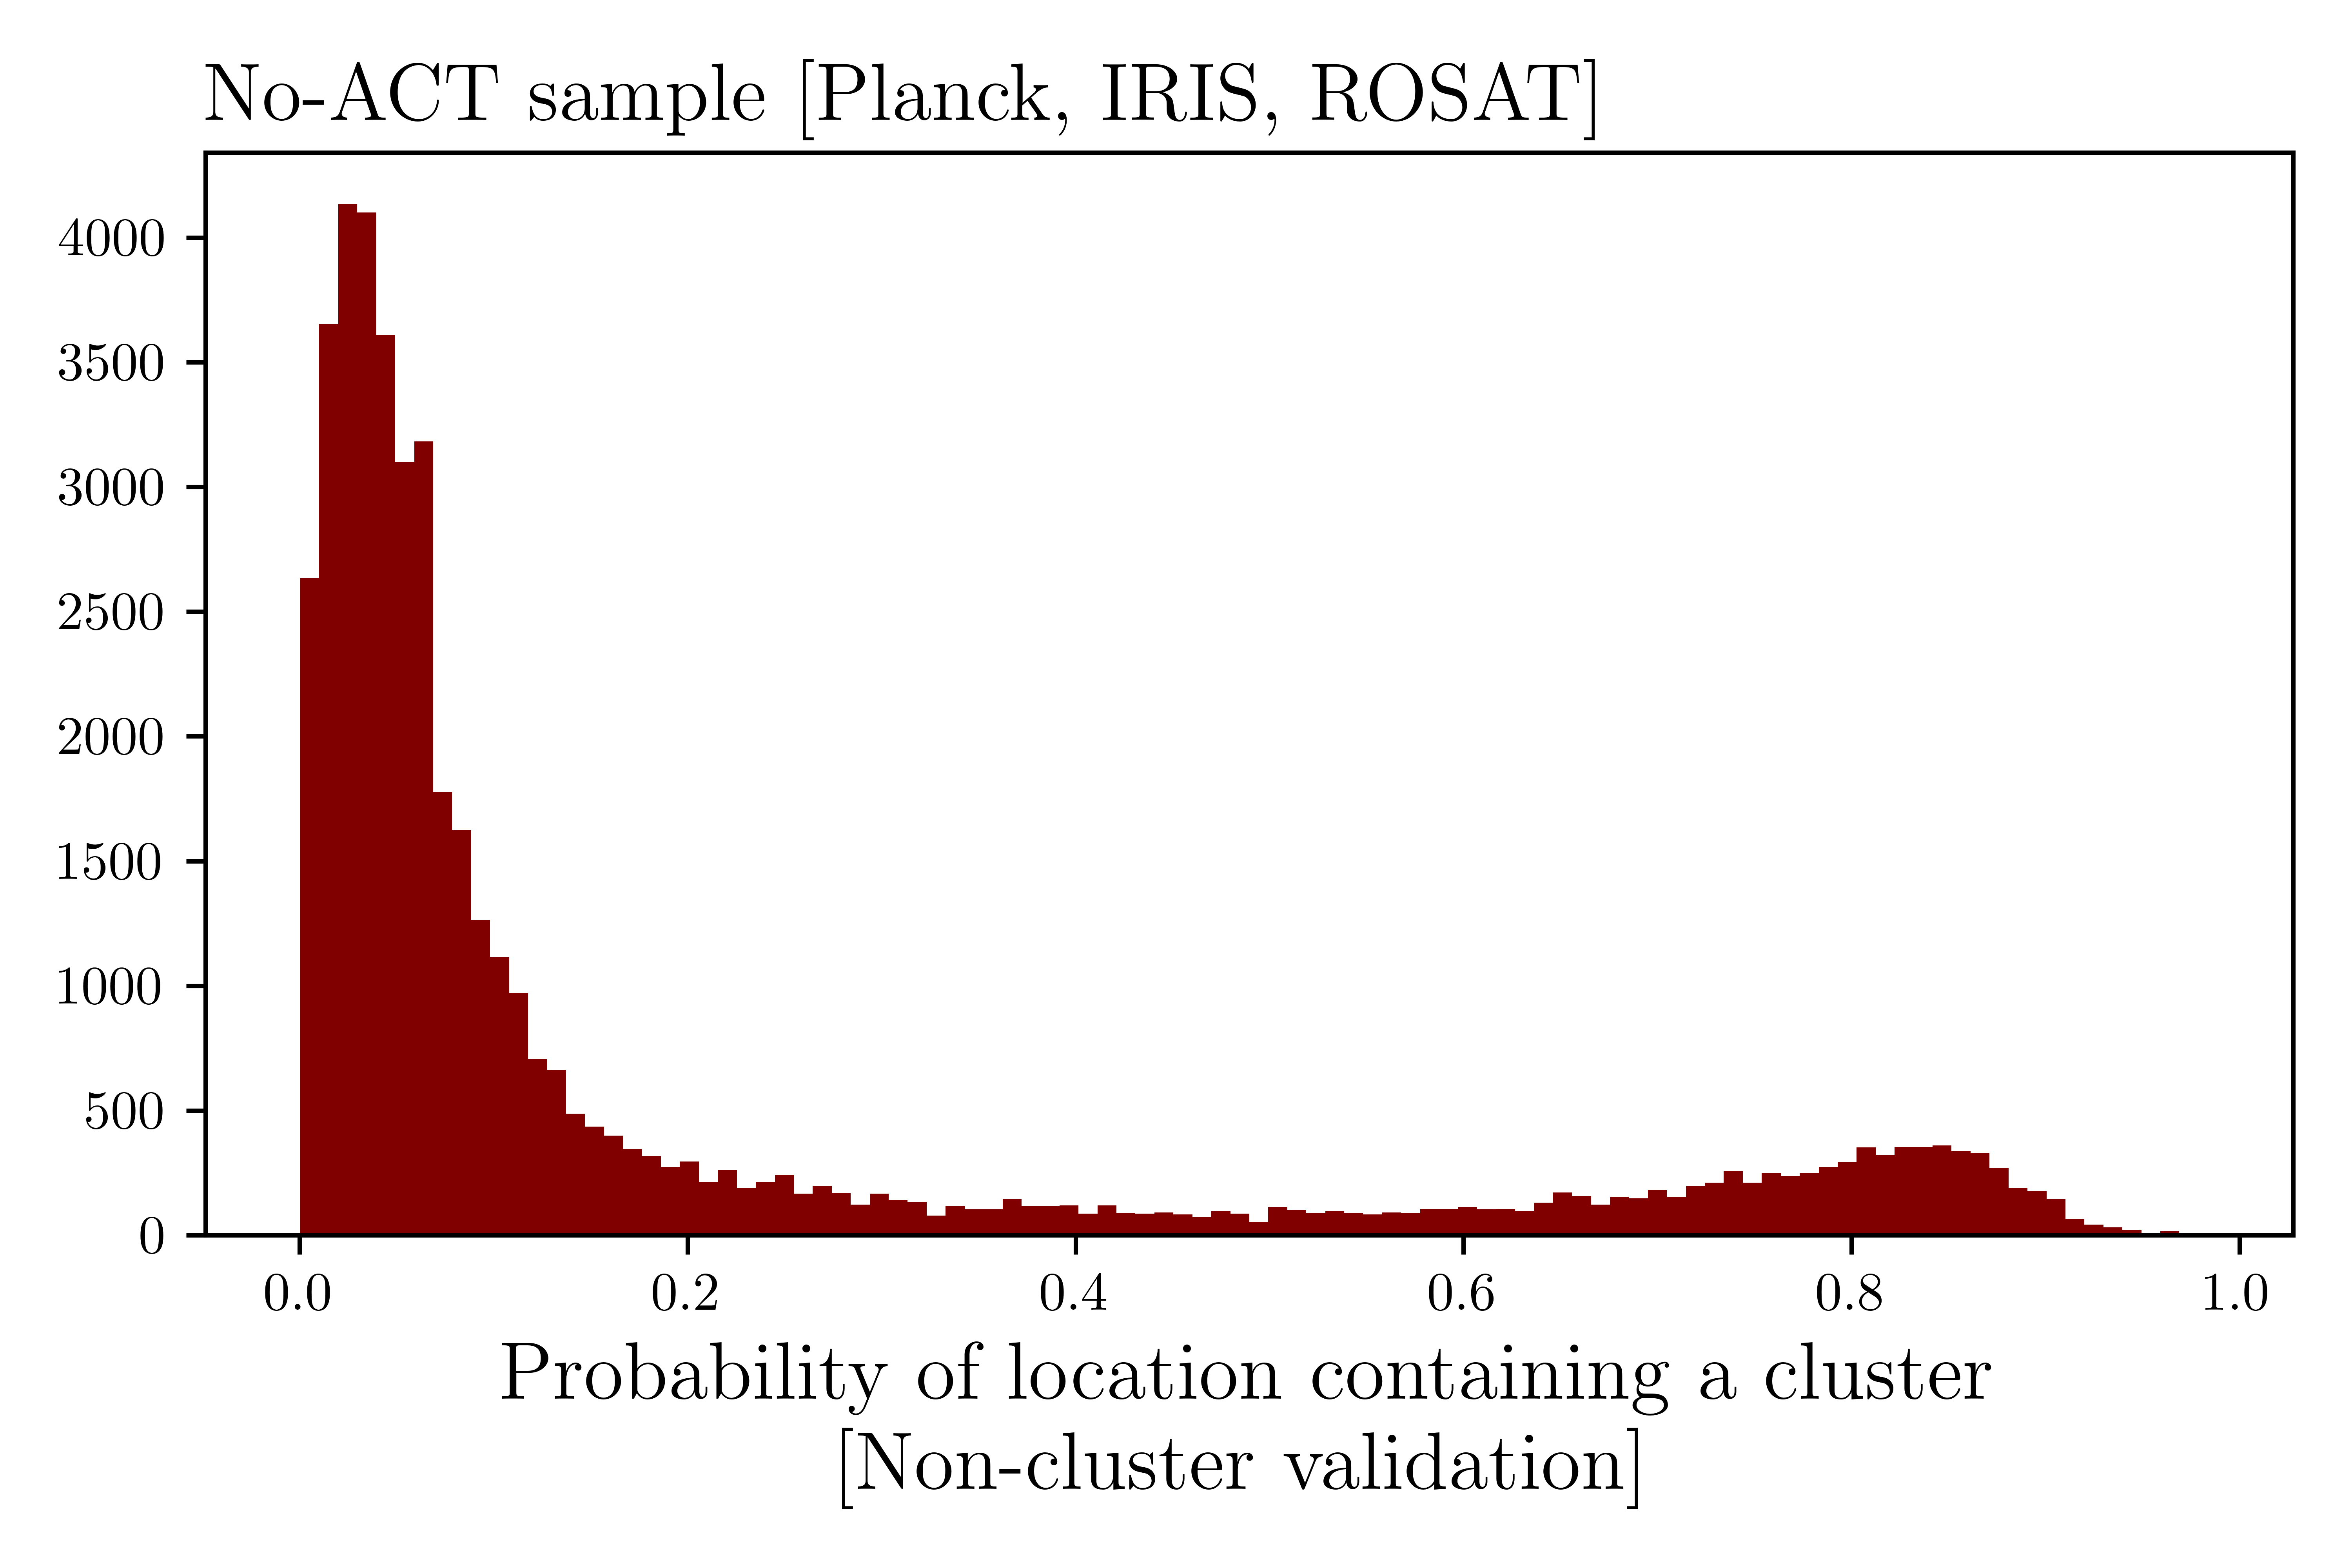 No-ACT sample [Planck, IRIS, ROSAT]
4000
3500
3000
2500
2000
1500
1000
500
0
0.0 0.2 0.4 0.6 0.8 1.0
Probability of location containing a cluster
[Non-cluster validation]